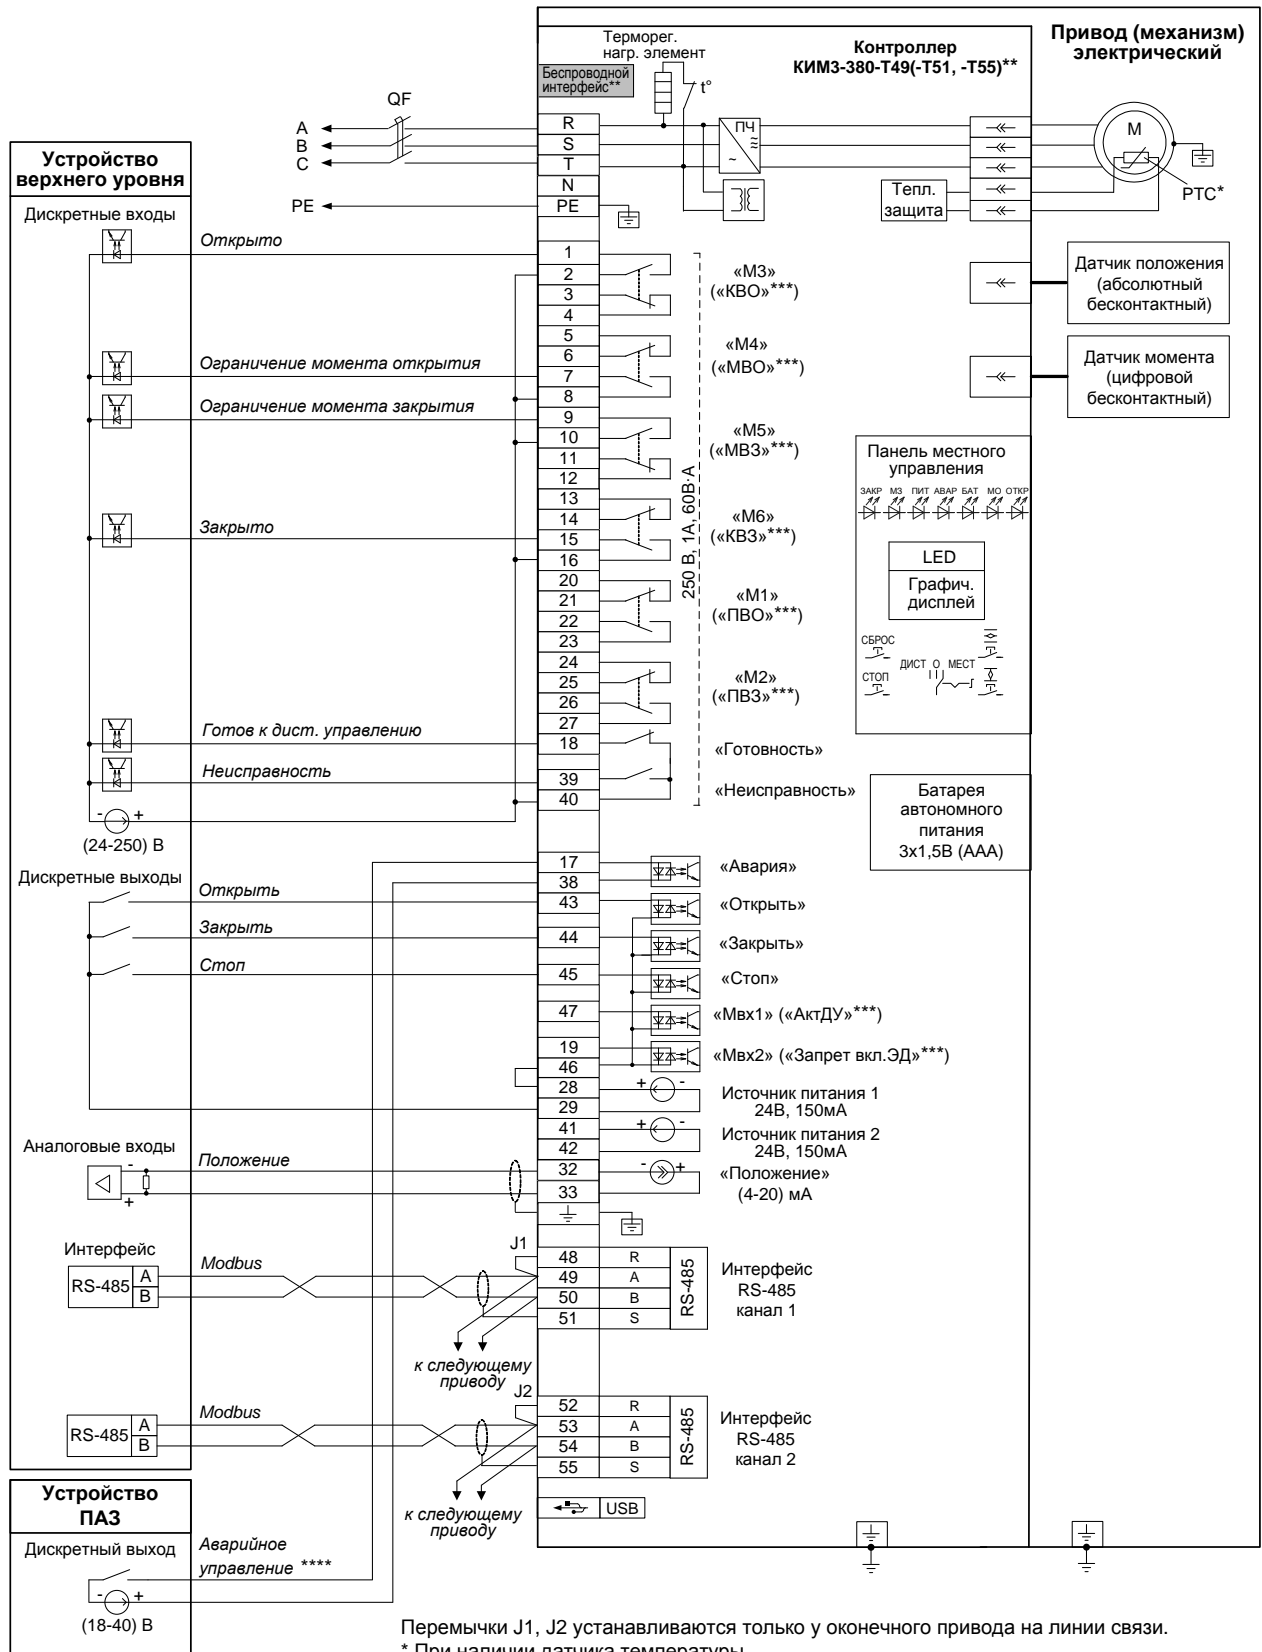 Привод (механизм)
электрический
Контроллер
КИМ3-380-Т49(-Т51, -Т55)**
Терморег.
нагр. элемент
t°
Беспроводной
интерфейс**
QF
A
B
C
PE
R
S
T
N
PE
ПЧ
Тепл.
защита
M
PTC*
Устройство
верхнего уровня
Дискретные входы
Открыто
Ограничение момента открытия
Ограничение момента закрытия
Закрыто
Готов к дист. управлению
Неисправность
- +
(24-250) В
1
2
3
4
5
6
7
8
9
10
11
12
13
14
15
16
20
21
22
23
24
25
26
27
18
39
40
«М3»
(«КВО»***)
«М4»
(«МВО»***)
«М5»
(«МВЗ»***)
«М6»
(«КВЗ»***)
«М1»
(«ПВО»***)
«М2»
(«ПВЗ»***)
«Готовность»
«Неисправность»
250 В, 1А, 60В·А
Датчик положения
(абсолютный
бесконтактный)
Датчик момента
(цифровой
бесконтактный)
Панель местного
управления
ЗАКР МЗ ПИТ АВАР БАТ МО ОТКР
LED
Графич.
дисплей
СБРОС
СТОП
ДИСТ О МЕСТ
Батарея
автономного
питания
3х1,5В (ААА)
Дискретные выходы
Открыть
Закрыть
Стоп
17
38
43
44
45
47
19
46
28
29
41
42
32
33
«Авария»
«Открыть»
«Закрыть»
«Стоп»
«Мвх1» («АктДУ»***)
«Мвх2» («Запрет вкл.ЭД»***)
+ -
Источник питания 1
24В, 150мА
+ -
Источник питания 2
24В, 150мА
- +
«Положение»
(4-20) мА
Аналоговые входы
-
+
Положение
Интерфейс
RS-485
A
B
Modbus
J1
48 R
49 A
50 B
51 S
RS-485
Интерфейс
RS-485
канал 1
к следующему
приводу
RS-485
A
B
Modbus
J2
52 R
53 A
54 B
55 S
RS-485
Интерфейс
RS-485
канал 2
к следующему
приводу
USB
Устройство
ПАЗ
Дискретный выход
Аварийное
управление ****
- +
(18-40) В
Перемычки J1, J2 устанавливаются только у оконечного привода на линии связи.
* При наличии датчика температуры